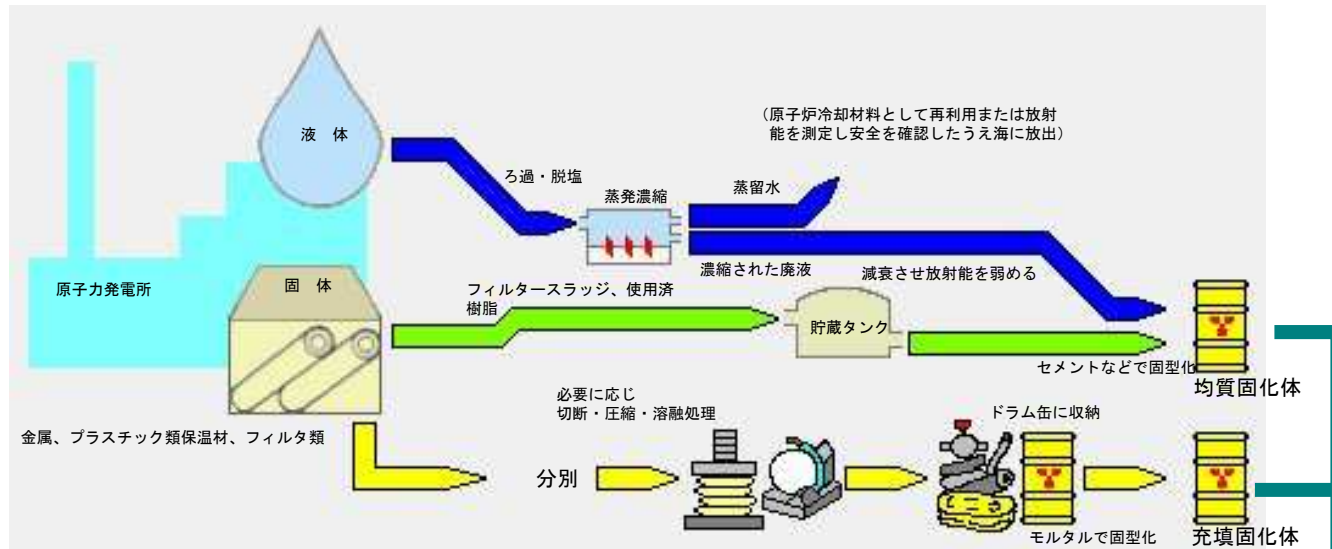 液 体
(原子炉冷却材料として再利用または放射
能を測定し安全を確認したうえ海に放出)
ろ過・脱塩
蒸発濃縮
蒸留水
濃縮された廃液
減衰させ放射能を弱める
原子力発電所
固 体
フィルタースラッジ、使用済
樹脂
貯蔵タンク
セメントなどで固型化
均質固化体
必要に応じ
切断・圧縮・溶融処理
ドラム缶に収納
金属、プラスチック類保温材、フィルタ類
分別
モルタルで固型化
充填固化体